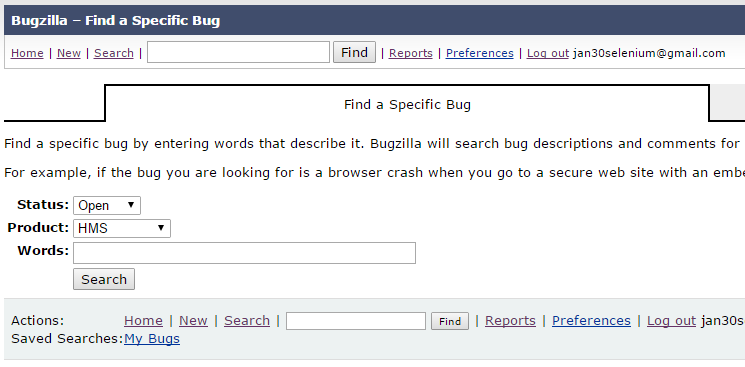 Bugzilla – Find a Specific Bug
Home | New | Search | Find | Reports | Preferences | Log out jan30selenium@gmail.com
Find a Specific Bug
Find a specific bug by entering words that describe it. Bugzilla will search bug descriptions and comments for
For example, if the bug you are looking for is a browser crash when you go to a secure web site with an embe
Status: Open
Product: HMS
Words:
Search
Actions: Home | New | Search | Find | Reports | Preferences | Log out jan30s
Saved Searches: My Bugs